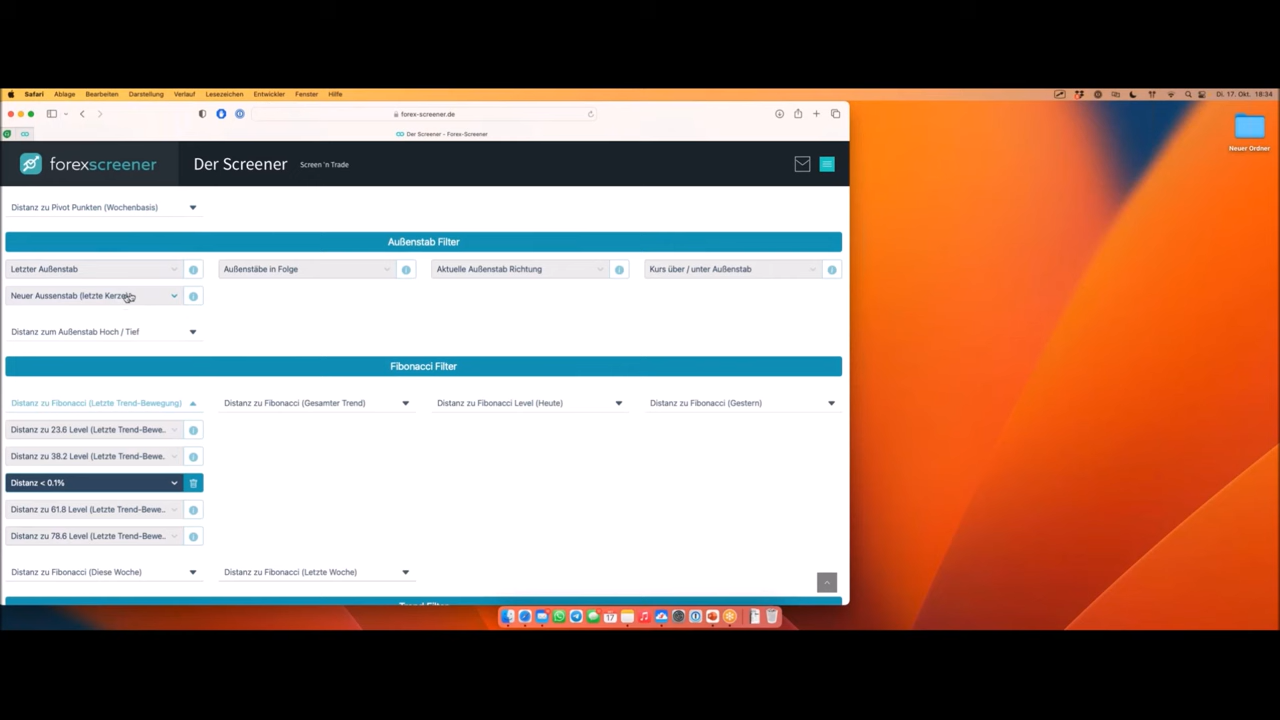 Safari Ablage Bearbeiten Darstellung Verlauf Lesezeichen Entwickler Fenster Hilfe Di. 17. Okt. 18:34
forex-screener.de
Der Screener - Forex-Screener
Neuer Ordner
forexscreener Der Screener Screen 'n Trade
Distanz zu Pivot Punkten (Wochenbasis)
Außenstab Filter
Letzter Außenstab Außenstäbe in Folge Aktuelle Außenstab Richtung Kurs über / unter Außenstab
Neuer Aussenstab (letzte Kerze)
Distanz zum Außenstab Hoch / Tief
Fibonacci Filter
Distanz zu Fibonacci (Letzte Trend-Bewegung) Distanz zu Fibonacci (Gesamter Trend) Distanz zu Fibonacci Level (Heute) Distanz zu Fibonacci (Gestern)
Distanz zu 23.6 Level (Letzte Trend-Bewe..
Distanz zu 38.2 Level (Letzte Trend-Bewe..
Distanz < 0.1%
Distanz zu 61.8 Level (Letzte Trend-Bewe..
Distanz zu 78.6 Level (Letzte Trend-Bewe..
Distanz zu Fibonacci (Diese Woche) Distanz zu Fibonacci (Letzte Woche)
17